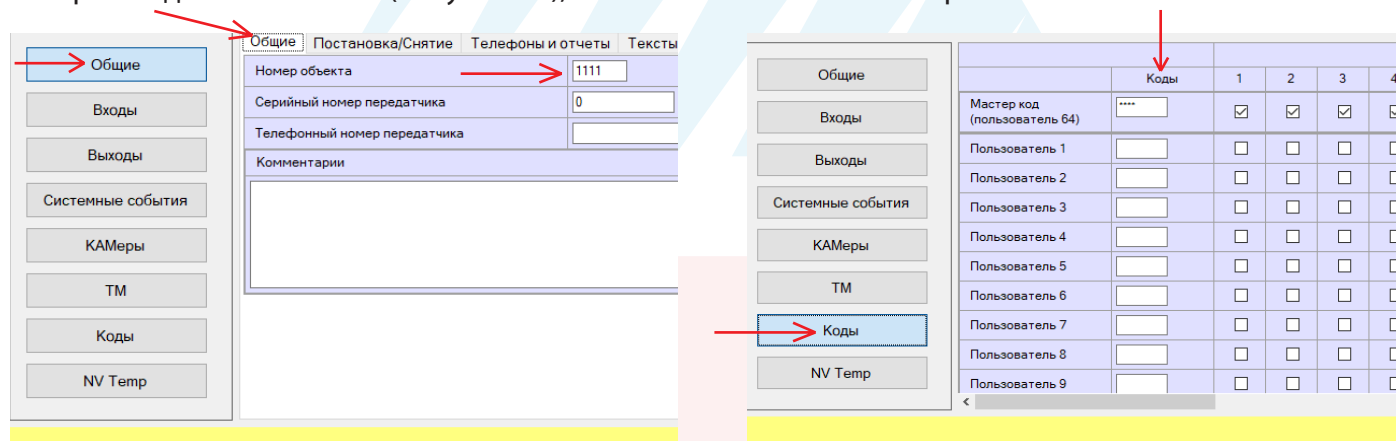 Общие
Входы
Выходы
Системные события
КАМеры
ТМ
Коды
NV Temp
Общие Постановка/Снятие Телефоны и отчеты Тексты
Номер объекта 1111
Серийный номер передатчика 0
Телефонный номер передатчика
Комментарии
Общие
Входы
Выходы
Системные события
КАМеры
ТМ
Коды
NV Temp
Коды 1 2 3 4
Мастер код ****
(пользователь 64)
Пользователь 1
Пользователь 2
Пользователь 3
Пользователь 4
Пользователь 5
Пользователь 6
Пользователь 7
Пользователь 8
Пользователь 9